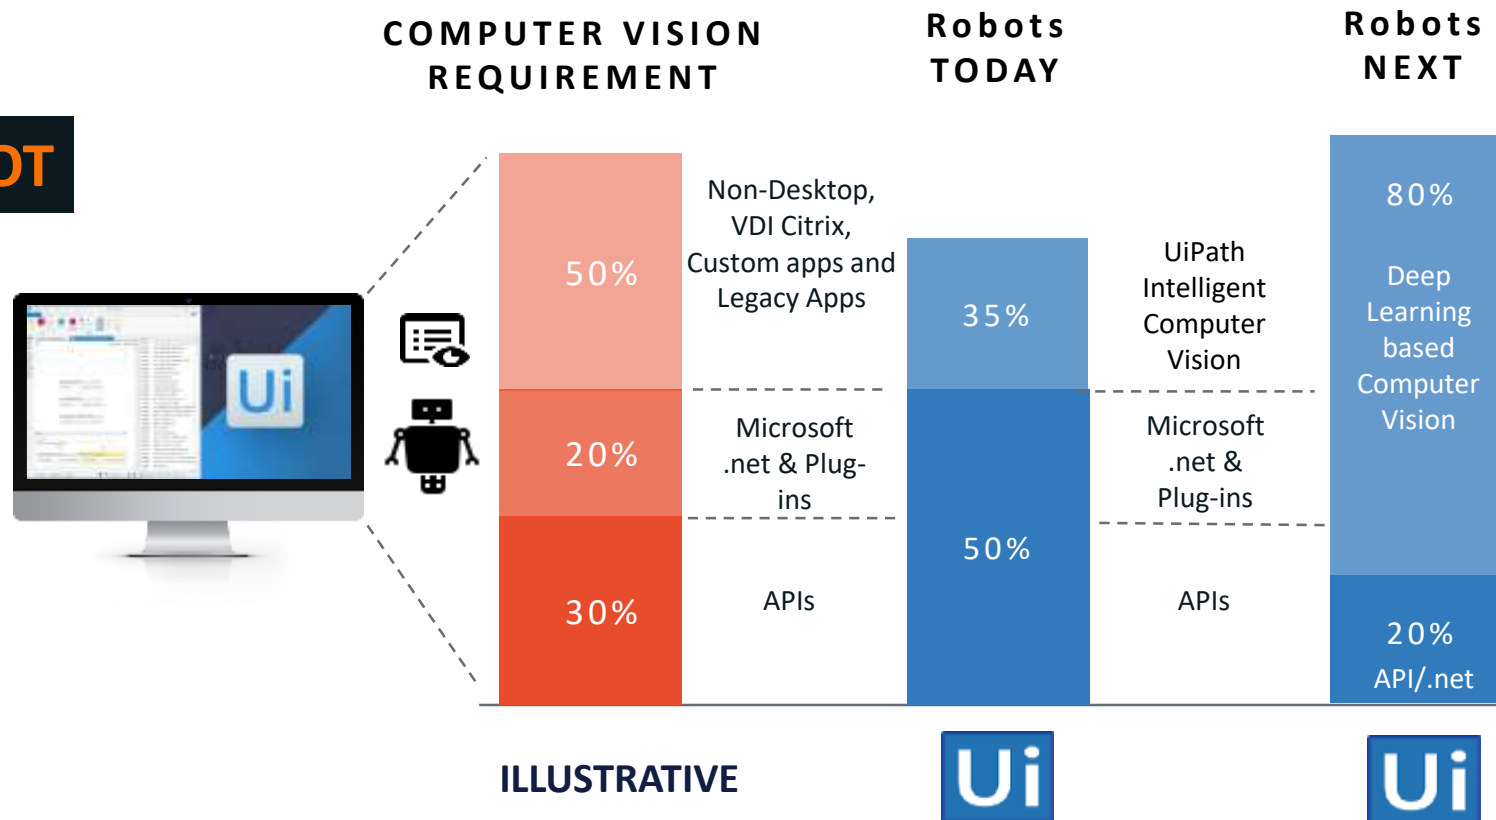 COMPUTER VISION
REQUIREMENT
Robots
TODAY
Robots
NEXT
OT
50%
20%
30%
Non-Desktop,
VDI Citrix,
Custom apps and
Legacy Apps
Microsoft
.net & Plug-
ins
APIs
35%
50%
UiPath
Intelligent
Computer
Vision
Microsoft
.net &
Plug-ins
APIs
80%
Deep
Learning
based
Computer
Vision
20%
API/.net
Ui
ILLUSTRATIVE
Ui
Ui